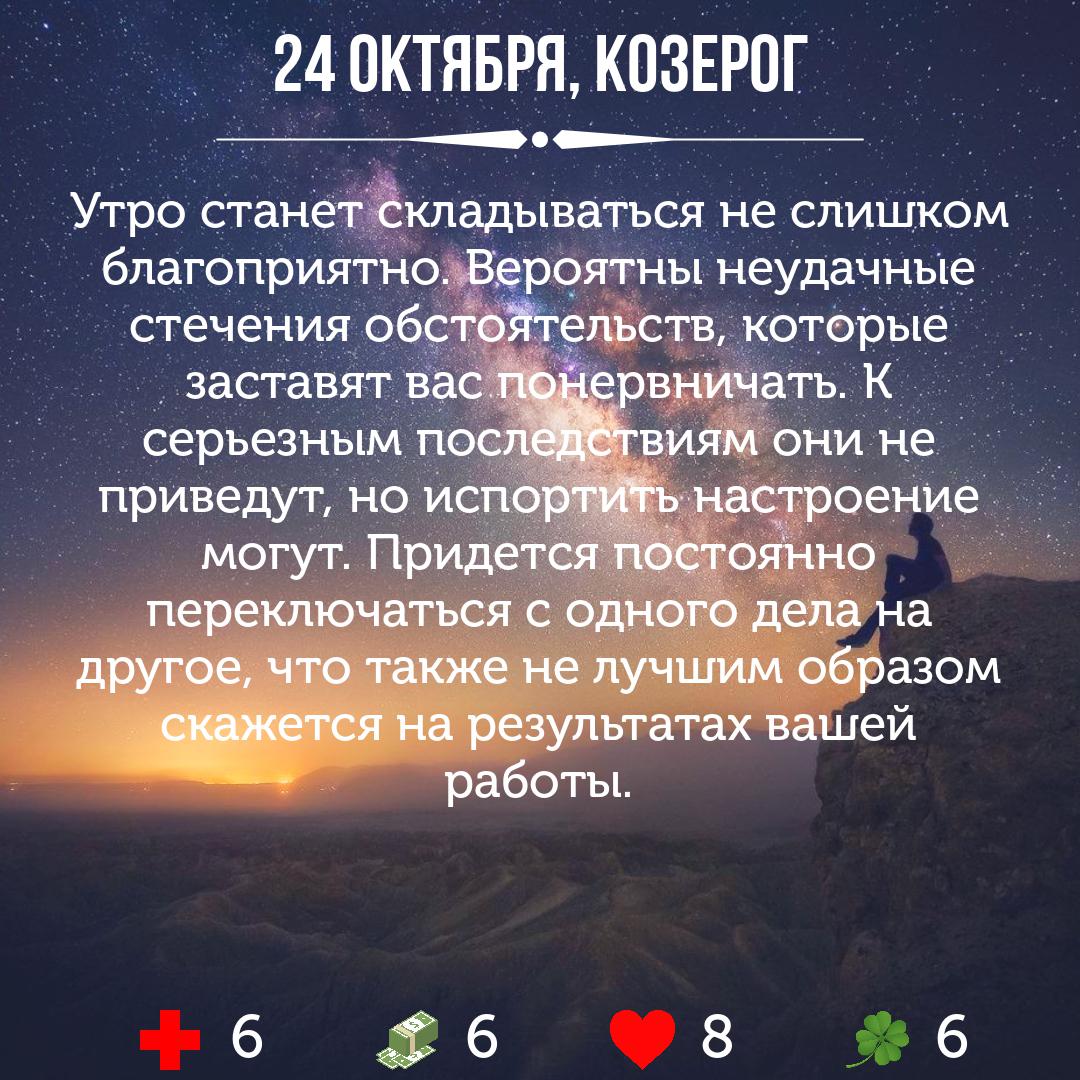 24 ОКТЯБРЯ, КОЗЕРОГ
Утро станет складываться не слишком
благоприятно. Вероятны неудачные
стечения обстоятельств, которые
заставят вас понервничать. К
серьезным последствиям они не
приведут, но испортить настроение
могут. Придется постоянно
переключаться с одного дела на
другое, что также не лучшим образом
скажется на результатах вашей
работы.
6 6 8 6